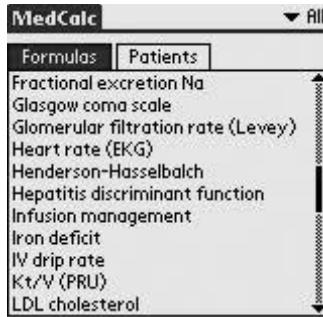 MedCalc All
Formulas Patients
Fractional excretion Na
Glasgow coma scale
Glomerular filtration rate (Levey)
Heart rate (EKG)
Henderson-Hasselbalch
Hepatitis discriminant function
Infusion management
Iron deficit
IV drip rate
Kt/V (PRU)
LDL cholesterol